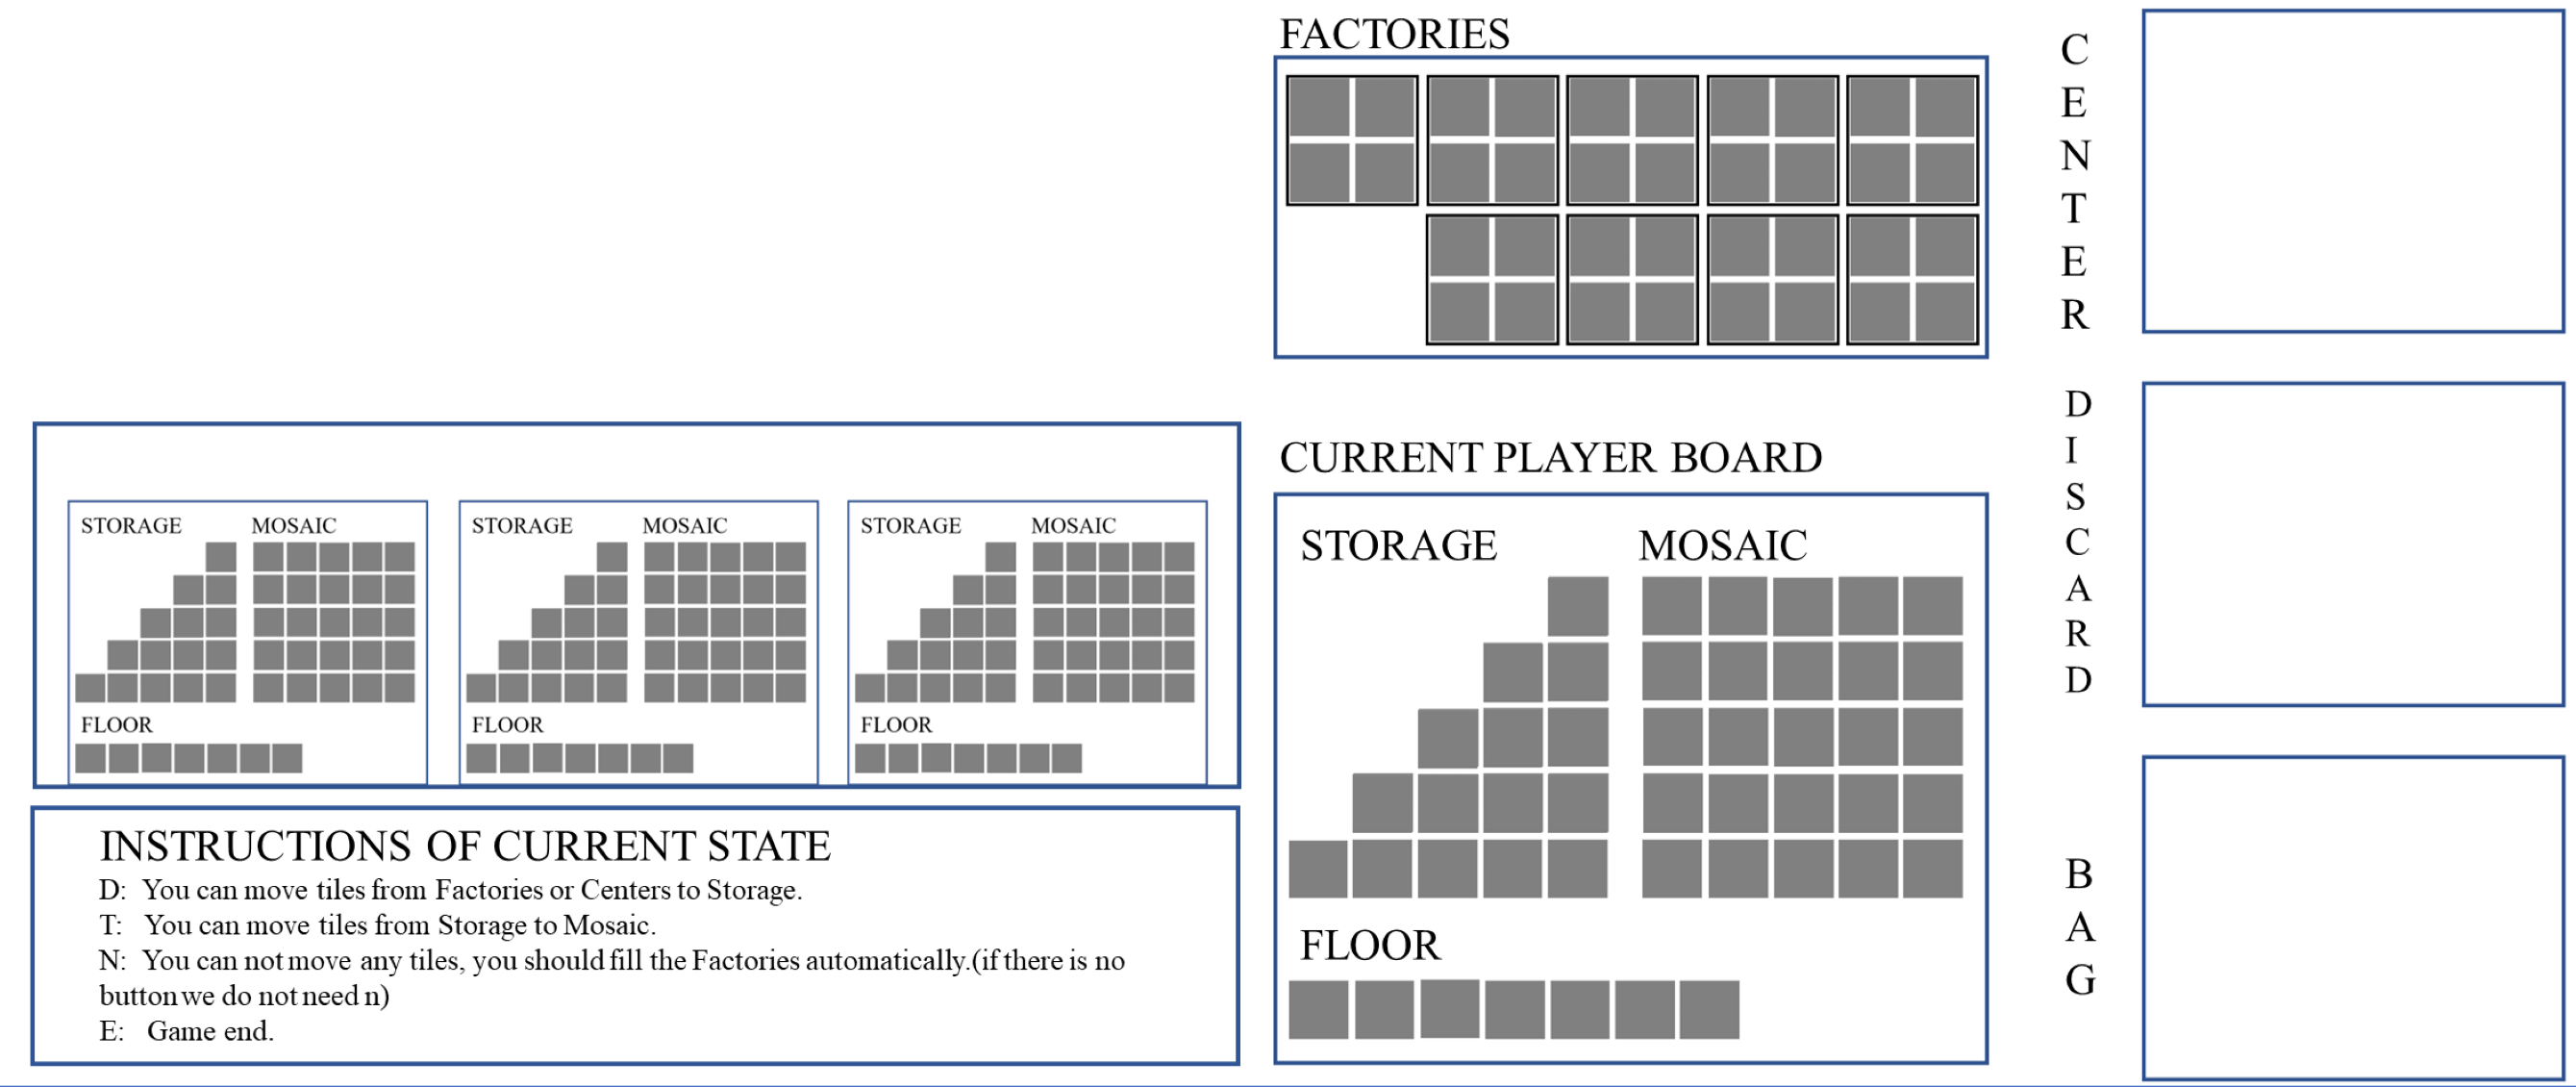 FACTORIES
CENTER
DISCARD
BAG
STORAGE MOSAIC
FLOOR
STORAGE MOSAIC
FLOOR
STORAGE MOSAIC
FLOOR
CURRENT PLAYER BOARD
STORAGE MOSAIC
FLOOR
INSTRUCTIONS OF CURRENT STATE
D: You can move tiles from Factories or Centers to Storage.
T: You can move tiles from Storage to Mosaic.
N: You can not move any tiles, you should fill the Factories automatically.(if there is no
button we do not need n)
E: Game end.